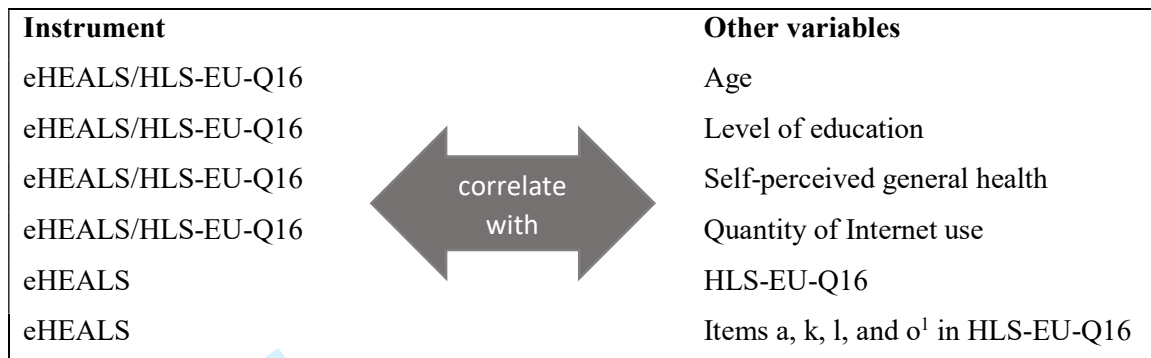 Instrument Other variables
eHEALS/HLS-EU-Q16 Age
eHEALS/HLS-EU-Q16 Level of education
eHEALS/HLS-EU-Q16 Self-perceived general health
eHEALS/HLS-EU-Q16 Quantity of Internet use
eHEALS HLS-EU-Q16
eHEALS Items a, k, l, and o¹ in HLS-EU-Q16
correlate
with